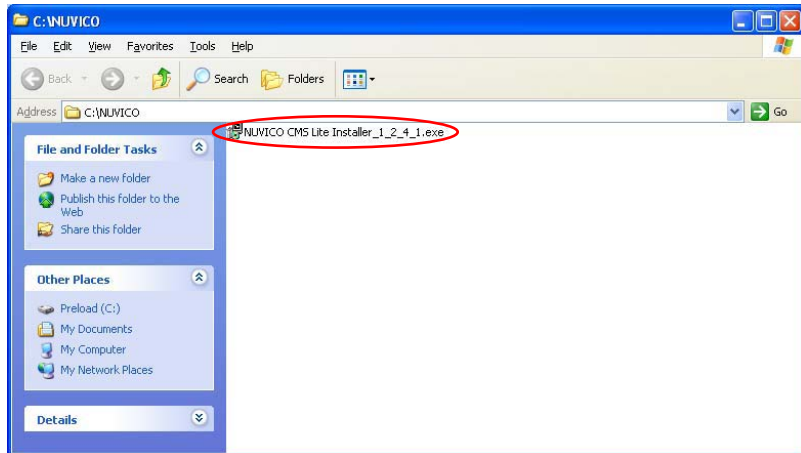 C:\NUVICO
File Edit View Favorites Tools Help
Back Search Folders
Address C:\NUVICO Go
NUVICO CMS Lite Installer_1_2_4_1.exe
File and Folder Tasks
Make a new folder
Publish this folder to the
Web
Share this folder
Other Places
Preload (C:)
My Documents
My Computer
My Network Places
Details